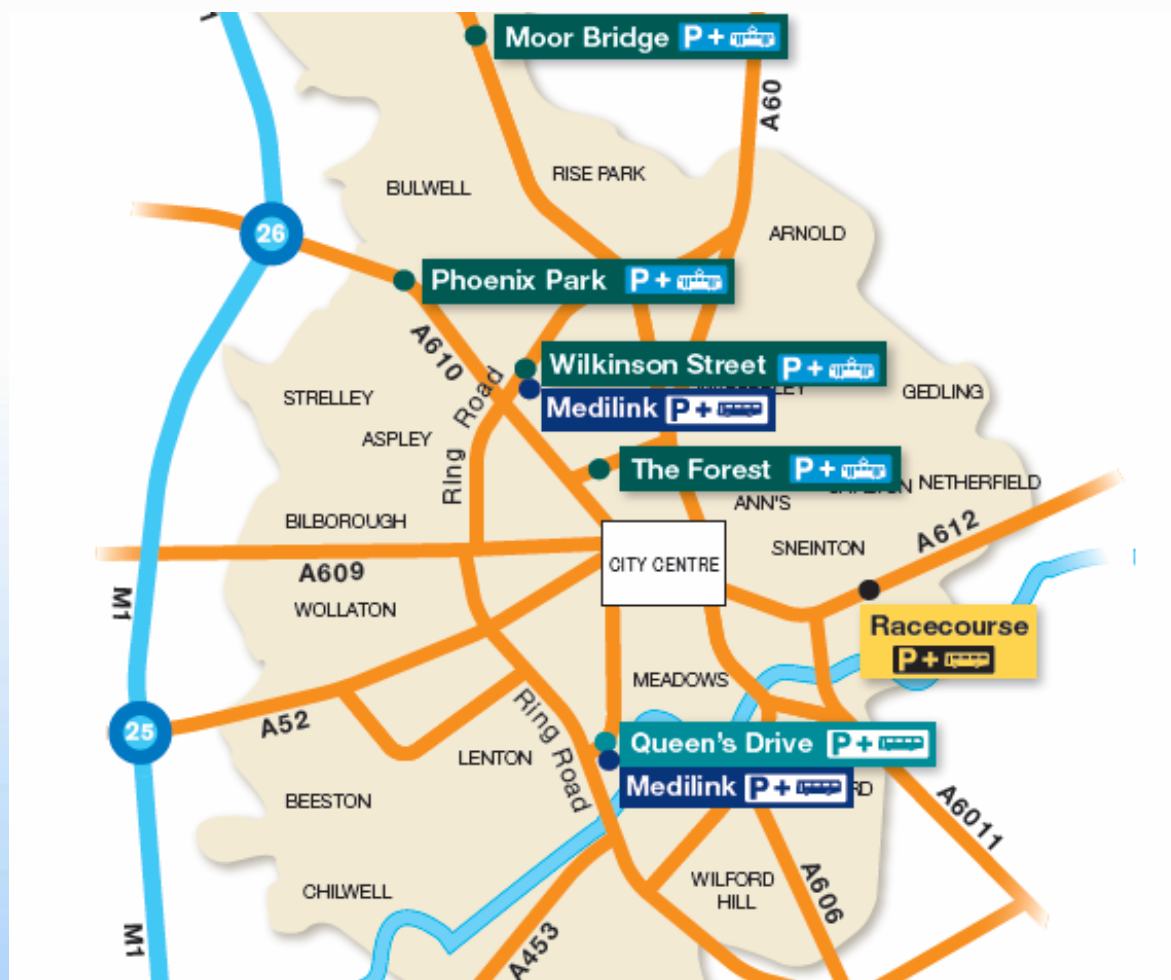 Moor Bridge P+
A60
RISE PARK
BULWELL
ARNOLD
26
Phoenix Park P+
A610
Wilkinson Street P+
Ring Road
Medilink P+
STRELLEY
GEDLING
ASPLEY
The Forest P+
NETHERFIELD
ANN'S
BILBOROUGH
A612
SNEINTON
CITY CENTRE
A609
M1
WOLLATON
Racecourse
P+
MEADOWS
A52
25
Ring Road
Queen's Drive P+
LENTON
Medilink P+
BEESTON
A6011
WILFORD
HILL
A606
CHILWELL
A453
M1